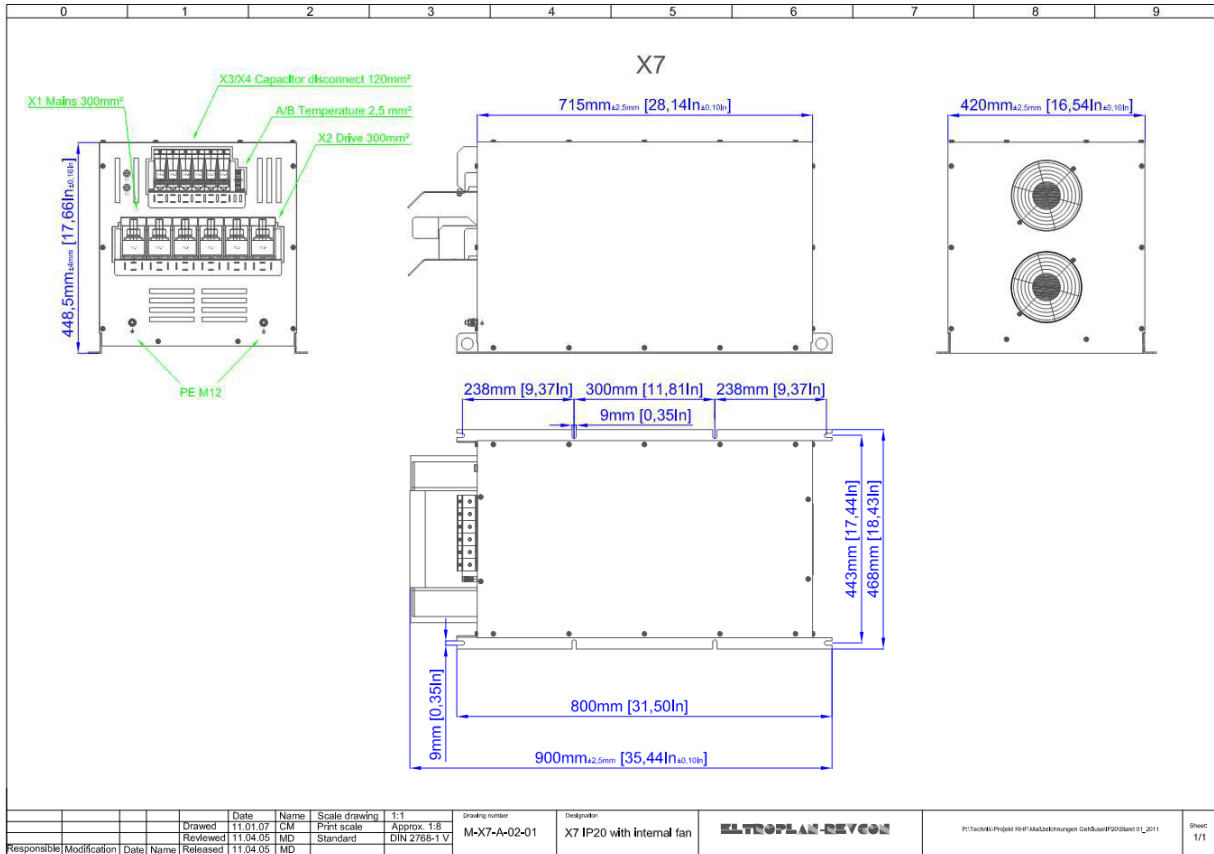 0 1 2 3 4 5 6 7 8 9
X7
X3/X4 Capacitor disconnect 120mm²
X1 Mains 300mm²
A/B Temperature 2,5 mm²
X2 Drive 300mm²
448,5mm±4mm [17,66In±0,16In]
PE M12
715mm±2,5mm [28,14In±0,10In]
420mm±2,5mm [16,54In±0,10In]
238mm [9,37In] 300mm [11,81In] 238mm [9,37In]
9mm [0,35In]
443mm [17,44In]
468mm [18,43In]
9mm [0,35In]
800mm [31,50In]
900mm±2,5mm [35,44In±0,10In]
Date Name Scale drawing 1:1
Drawed 11.01.07 CM Print scale Approx. 1:8
Reviewed 11.04.05 MD Standard DIN 2768-1 V
Responsible Modification Date Name Released 11.04.05 MD
Drawing number
M-X7-A-02-01
Designation
X7 IP20 with internal fan
ELTROPLAN-REVCON
Sheet
1/1